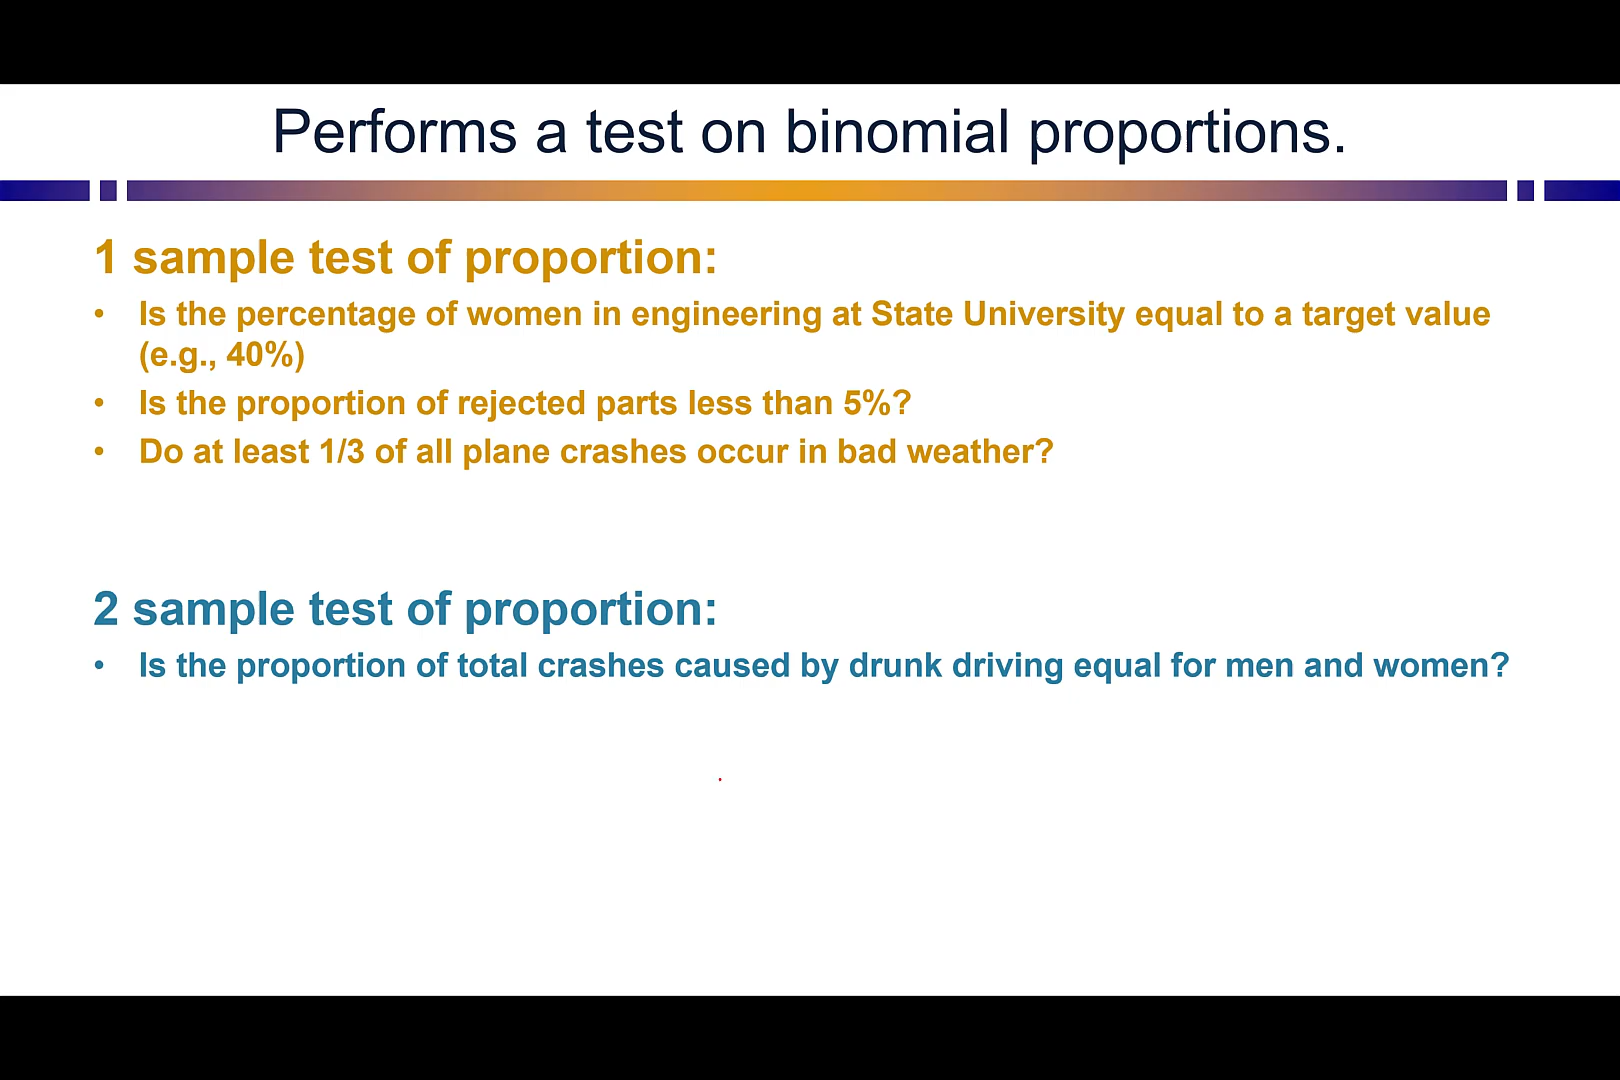 Performs a test on binomial proportions.
1 sample test of proportion:
• Is the percentage of women in engineering at State University equal to a target value
(e.g., 40%)
• Is the proportion of rejected parts less than 5%?
• Do at least 1/3 of all plane crashes occur in bad weather?
2 sample test of proportion:
• Is the proportion of total crashes caused by drunk driving equal for men and women?